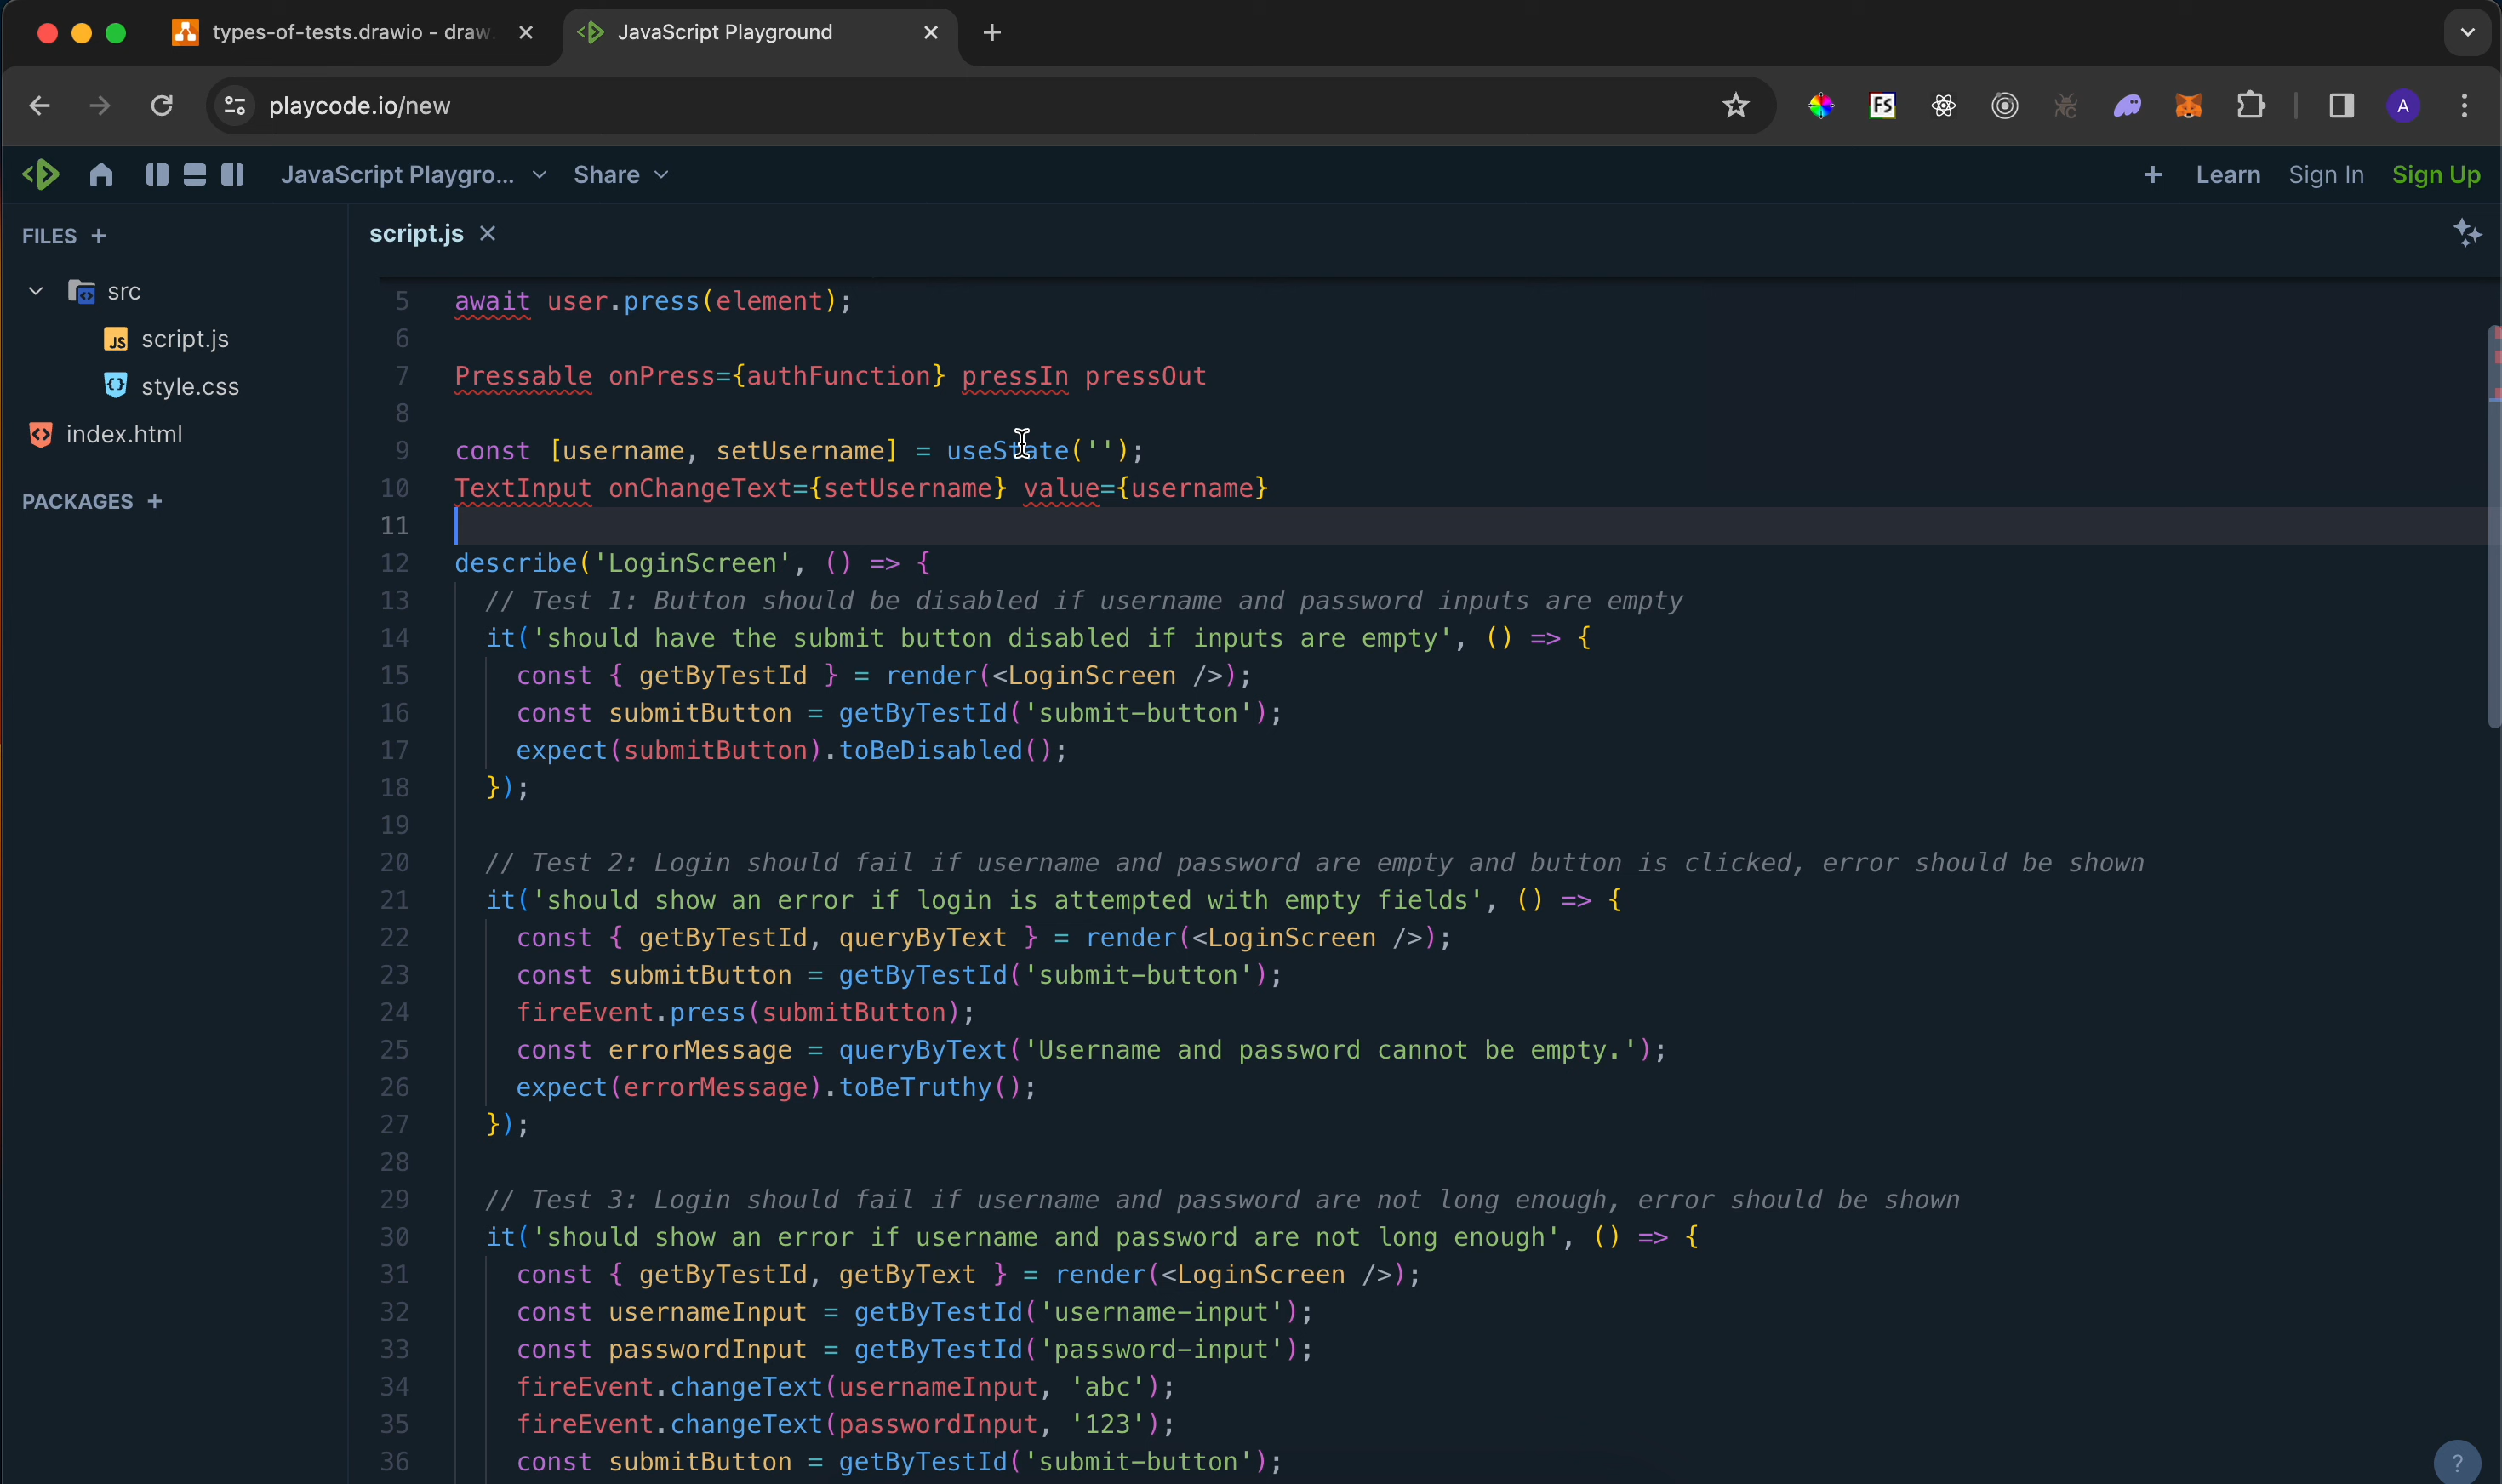 types-of-tests.drawio - draw.
JavaScript Playground
playcode.io/new
FS
A
JavaScript Playgro...
Share
Learn
Sign In
Sign Up
FILES +
script.js
src
JS script.js
style.css
index.html
PACKAGES +
5 await user.press(element);
6
7 Pressable onPress={authFunction} pressIn pressOut
8
9 const [username, setUsername] = useState('');
10 TextInput onChangeText={setUsername} value={username}
11
12 describe('LoginScreen', () => {
13 // Test 1: Button should be disabled if username and password inputs are empty
14 it('should have the submit button disabled if inputs are empty', () => {
15 const { getByTestId } = render(<LoginScreen />);
16 const submitButton = getByTestId('submit-button');
17 expect(submitButton).toBeDisabled();
18 });
19
20 // Test 2: Login should fail if username and password are empty and button is clicked, error should be shown
21 it('should show an error if login is attempted with empty fields', () => {
22 const { getByTestId, queryByText } = render(<LoginScreen />);
23 const submitButton = getByTestId('submit-button');
24 fireEvent.press(submitButton);
25 const errorMessage = queryByText('Username and password cannot be empty.');
26 expect(errorMessage).toBeTruthy();
27 });
28
29 // Test 3: Login should fail if username and password are not long enough, error should be shown
30 it('should show an error if username and password are not long enough', () => {
31 const { getByTestId, getByText } = render(<LoginScreen />);
32 const usernameInput = getByTestId('username-input');
33 const passwordInput = getByTestId('password-input');
34 fireEvent.changeText(usernameInput, 'abc');
35 fireEvent.changeText(passwordInput, '123');
36 const submitButton = getByTestId('submit-button');
?